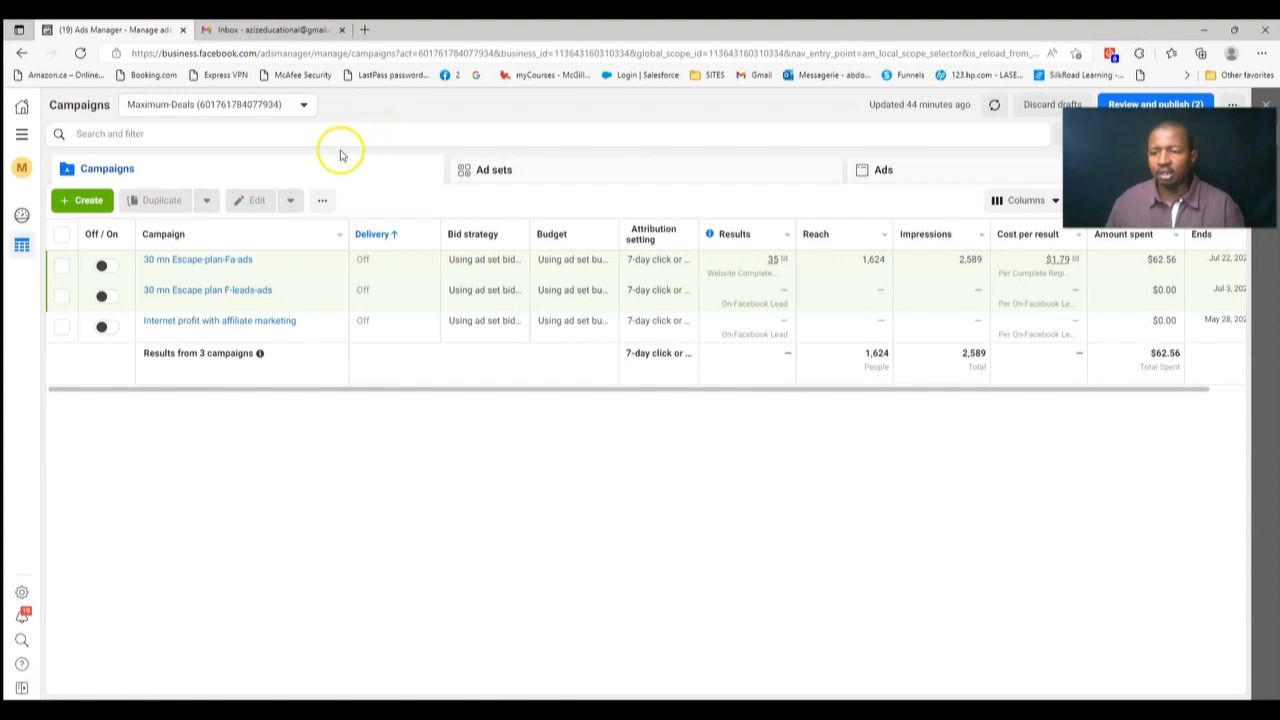 (19) Ads Manager - Manage ads
Inbox - azizeducational@gmail.c
https://business.facebook.com/adsmanager/manage/campaigns?act=601761784077934&business_id=113643160310334&global_scope_id=113643160310334&nav_entry_point=am_local_scope_selector&is_reload_from_...
Amazon.ca – Online... Booking.com Express VPN McAfee Security LastPass password... 2 myCourses - McGill... Login | Salesforce SITES Gmail Messagerie - abdo... Funnels 123.hp.com - LASE... SilkRoad Learning -... Other favorites
Campaigns Maximum-Deals (601761784077934) Updated 44 minutes ago Discard drafts Review and publish (2)
Search and filter
M
Campaigns Ad sets Ads
+ Create Duplicate Edit ... Columns
Off / On Campaign Delivery ↑ Bid strategy Budget Attribution setting Results Reach Impressions Cost per result Amount spent Ends
30 mn Escape-plan-Fa-ads Off Using ad set bid... Using ad set bu... 7-day click or ... 35 [2] 1,624 2,589 $1.79 [2] $62.56 Jul 22, 202
Website Complete... Per Complete Regi...
30 mn Escape plan F-leads-ads Off Using ad set bid... Using ad set bu... 7-day click or ... — — — — $0.00 Jul 3, 202
On-Facebook Lead Per On-Facebook Le...
Internet profit with affiliate marketing Off Using ad set bid... Using ad set bu... 7-day click or ... — — — — $0.00 May 28, 202
On-Facebook Lead Per On-Facebook Le...
Results from 3 campaigns 7-day click or ... — 1,624 2,589 — $62.56
People Total Total Spent
19